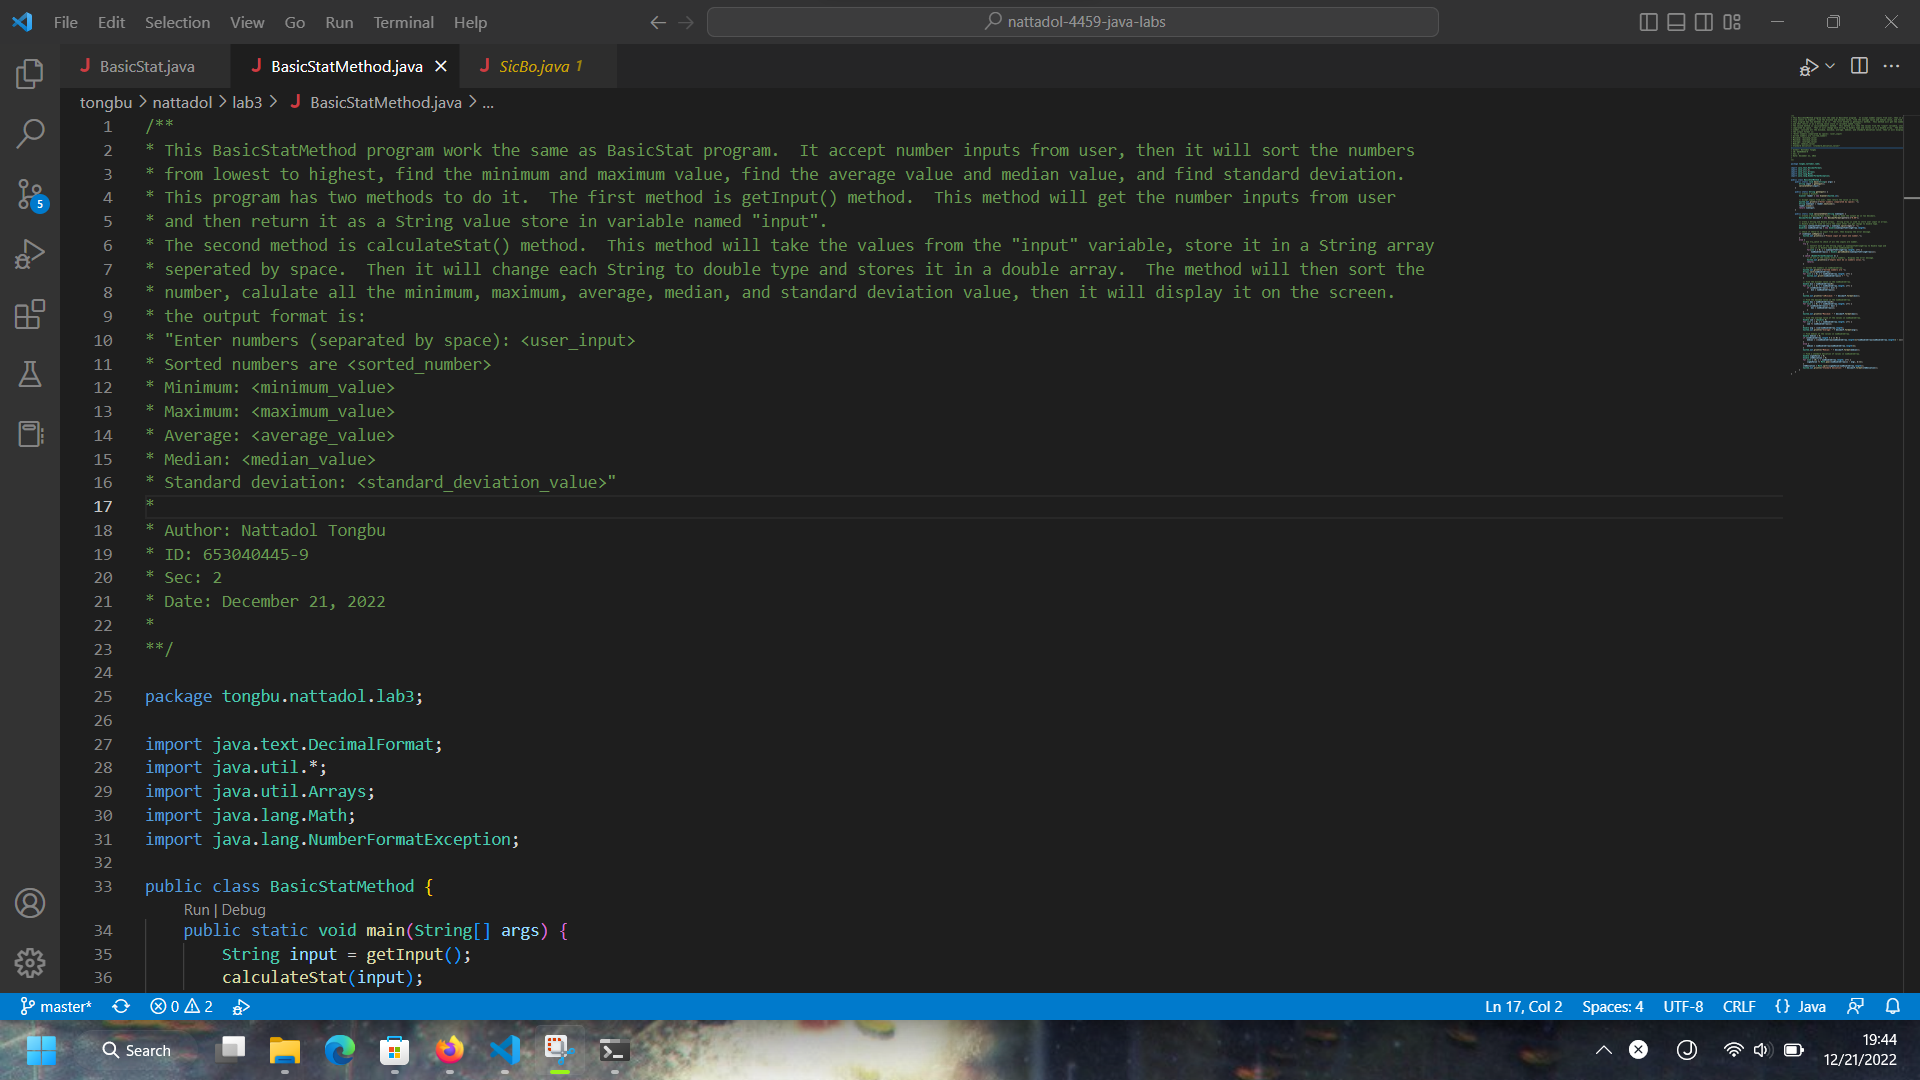 File Edit Selection View Go Run Terminal Help
nattadol-4459-java-labs
BasicStat.java
BasicStatMethod.java
SicBo.java 1
tongbu > nattadol > lab3 > J BasicStatMethod.java > ...
1 /**
2 * This BasicStatMethod program work the same as BasicStat program.  It accept number inputs from user, then it will sort the numbers
3 * from lowest to highest, find the minimum and maximum value, find the average value and median value, and find standard deviation.
4 * This program has two methods to do it.  The first method is getInput() method.  This method will get the number inputs from user
5 * and then return it as a String value store in variable named "input".
6 * The second method is calculateStat() method.  This method will take the values from the "input" variable, store it in a String array
7 * seperated by space.  Then it will change each String to double type and stores it in a double array.  The method will then sort the
8 * number, calulate all the minimum, maximum, average, median, and standard deviation value, then it will display it on the screen.
9 * the output format is:
10 * "Enter numbers (separated by space): <user_input>
11 * Sorted numbers are <sorted_number>
12 * Minimum: <minimum_value>
13 * Maximum: <maximum_value>
14 * Average: <average_value>
15 * Median: <median_value>
16 * Standard deviation: <standard_deviation_value>"
17 *
18 * Author: Nattadol Tongbu
19 * ID: 653040445-9
20 * Sec: 2
21 * Date: December 21, 2022
22 *
23 **/
24
25 package tongbu.nattadol.lab3;
26
27 import java.text.DecimalFormat;
28 import java.util.*;
29 import java.util.Arrays;
30 import java.lang.Math;
31 import java.lang.NumberFormatException;
32
33 public class BasicStatMethod {
Run | Debug
34 public static void main(String[] args) {
35 String input = getInput();
36 calculateStat(input);
5
master* 0 2
Ln 17, Col 2 Spaces: 4 UTF-8 CRLF {} Java
Search
19:44
12/21/2022